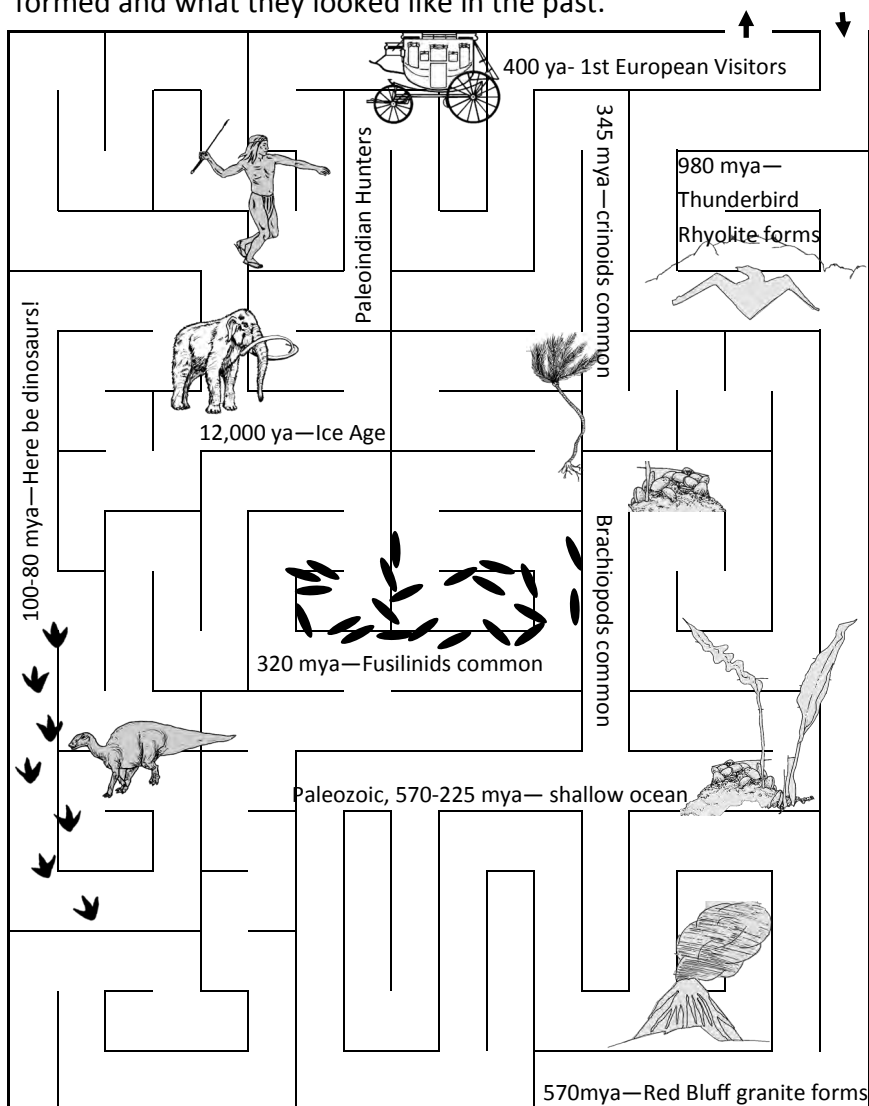 formed and what they looked like in the past.
400 ya- 1st European Visitors
345 mya—crinoids common
980 mya—
Thunderbird
Rhyolite forms
Paleoindian Hunters
100-80 mya—Here be dinosaurs!
12,000 ya—Ice Age
Brachiopods common
320 mya—Fusilinids common
Paleozoic, 570-225 mya— shallow ocean
570mya—Red Bluff granite forms